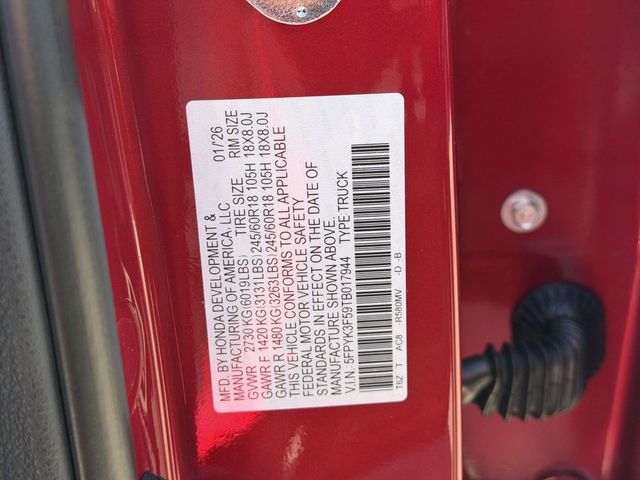 MFD. BY HONDA DEVELOPMENT & 01/'26
MANUFACTURING OF AMERICA, LLC
TIRE SIZE RIM SIZE
GVWR 2730 KG (6019LBS)
GAWR F 1420 KG(3131LBS) 245/60R18 105H 18X8.0J
GAWR R 1480 KG(3263LBS) 245/60R18 105H 18X8.0J
THIS VEHICLE CONFORMS TO ALL APPLICABLE
FEDERAL MOTOR VEHICLE SAFETY
STANDARDS IN EFFECT ON THE DATE OF
MANUFACTURE SHOWN ABOVE.
V.I.N: 5FPYK3F59TB017944 TYPE:TRUCK
T6Z T AC8 R580MV -D -B